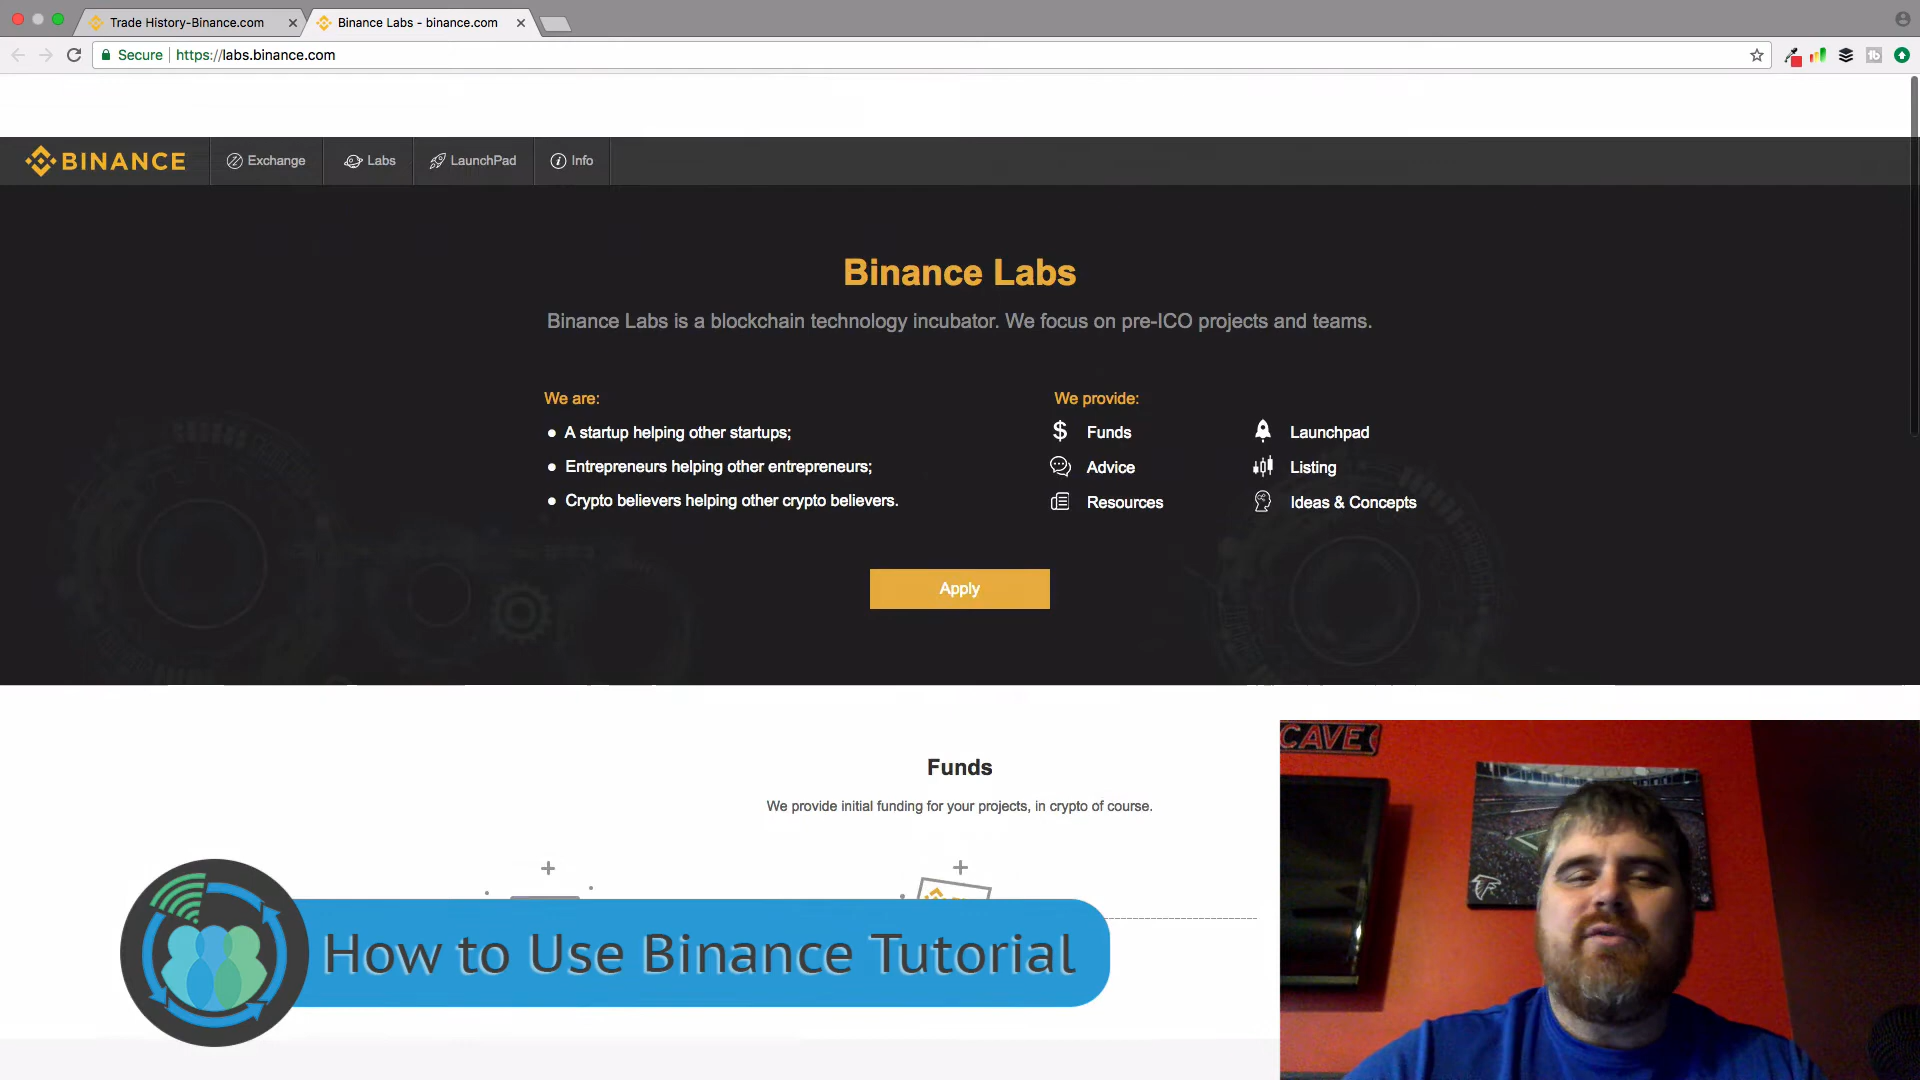 Trade History-Binance.com
Binance Labs - binance.com
Secure
https://labs.binance.com
BINANCE
Exchange
Labs
LaunchPad
Info
Binance Labs
Binance Labs is a blockchain technology incubator. We focus on pre-ICO projects and teams.
We are:
A startup helping other startups;
Entrepreneurs helping other entrepreneurs;
Crypto believers helping other crypto believers.
We provide:
Funds
Launchpad
Advice
Listing
Resources
Ideas & Concepts
Apply
Funds
We provide initial funding for your projects, in crypto of course.
CAVE
How to Use Binance Tutorial